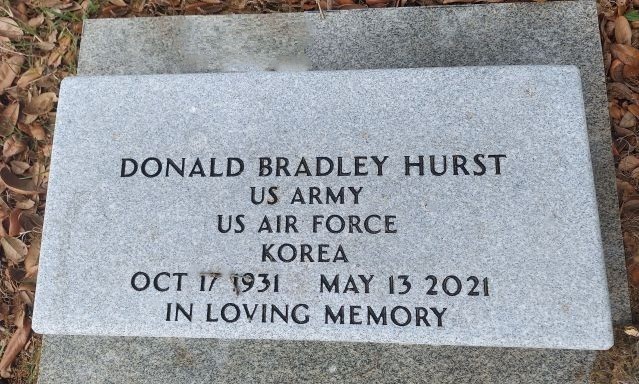 DONALD BRADLEY HURST
US ARMY
US AIR FORCE
KOREA
OCT 17 1931 MAY 13 2021
IN LOVING MEMORY